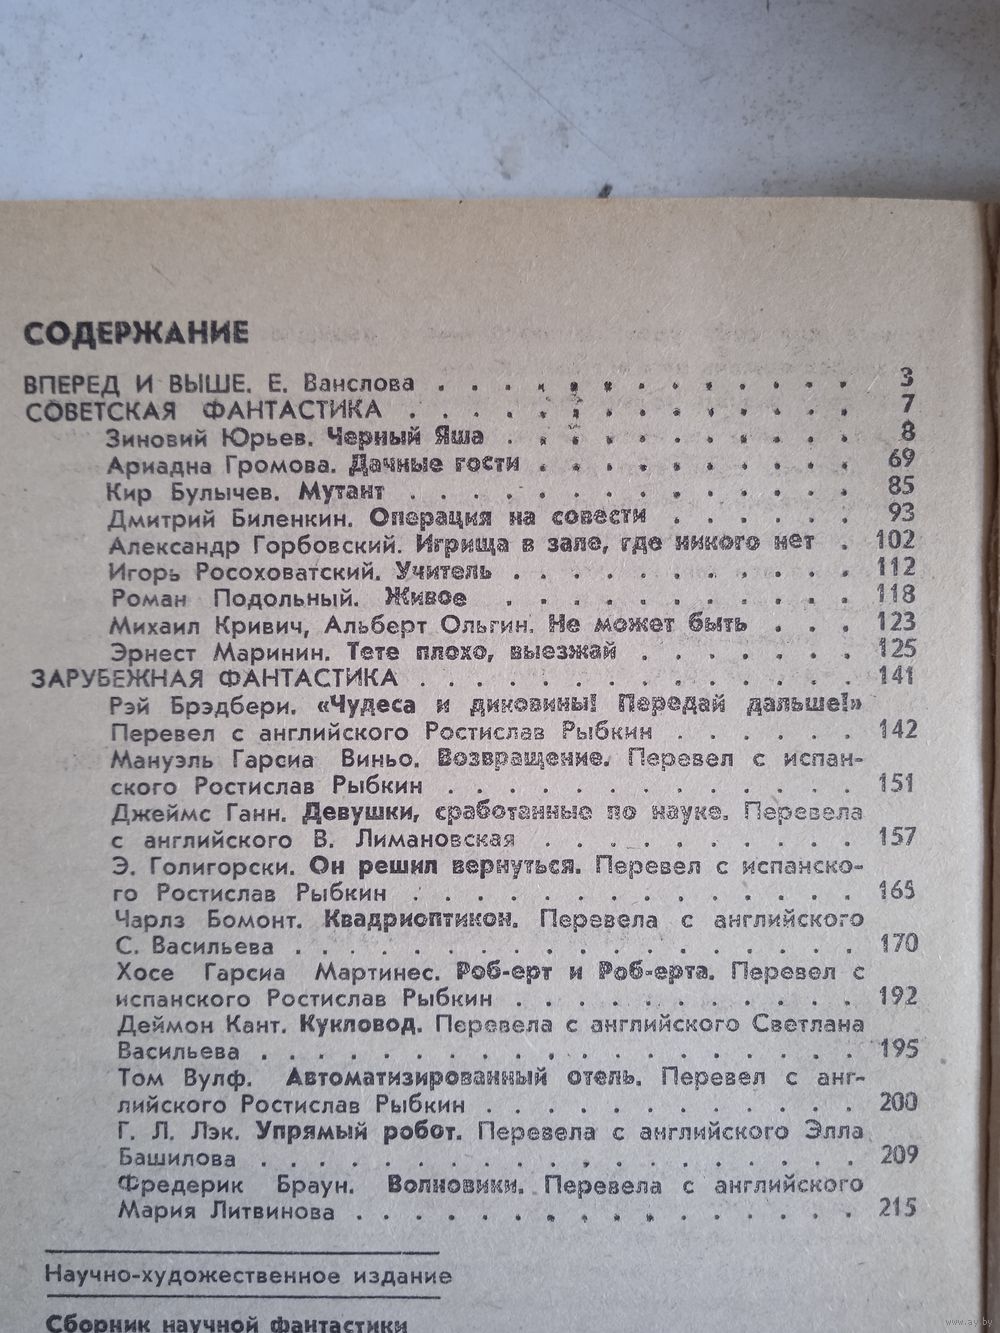 СОДЕРЖАНИЕ
ВПЕРЕД И ВЫШЕ. Е. Ванслова . . . . . . . . . . . . . 3
СОВЕТСКАЯ ФАНТАСТИКА . . . . . . . . . . . . . 7
Зиновий Юрьев. Черный Яша . . . . . . . . . . . 8
Ариадна Громова. Дачные гости . . . . . . . . . . 69
Кир Булычев. Мутант . . . . . . . . . . . . . . 85
Дмитрий Биленкин. Операция на совести . . . . . . 93
Александр Горбовский. Игрища в зале, где никого нет . 102
Игорь Росоховатский. Учитель . . . . . . . . . . . 112
Роман Подольный. Живое . . . . . . . . . . . 118
Михаил Кривич, Альберт Ольгин. Не может быть . . . 123
Эрнест Маринин. Тете плохо, выезжай . . . . . . . 125
ЗАРУБЕЖНАЯ ФАНТАСТИКА . . . . . . . . . . . . . 141
Рэй Брэдбери. «Чудеса и диковины! Передай дальше!»
Перевел с английского Ростислав Рыбкин . . . . . . 142
Мануэль Гарсиа Виньо. Возвращение. Перевел с испан-
ского Ростислав Рыбкин . . . . . . . . . . . . . 151
Джеймс Ганн. Девушки, сработанные по науке. Перевела
с английского В. Лимановская . . . . . . . . . . 157
Э. Голигорски. Он решил вернуться. Перевел с испанско-
го Ростислав Рыбкин . . . . . . . . . . . . . . 165
Чарлз Бомонт. Квадриоптикон. Перевела с английского
С. Васильева . . . . . . . . . . . . . . . . . 170
Хосе Гарсиа Мартинес. Роб-ерт и Роб-ерта. Перевел с
испанского Ростислав Рыбкин . . . . . . . . . . . 192
Деймон Кант. Кукловод. Перевела с английского Светлана
Васильева . . . . . . . . . . . . . . . . . . . 195
Том Вулф. Автоматизированный отель. Перевел с анг-
лийского Ростислав Рыбкин . . . . . . . . . . . . 200
Г. Л. Лэк. Упрямый робот. Перевела с английского Элла
Башилова . . . . . . . . . . . . . . . . . . . 209
Фредерик Браун. Волновики. Перевела с английского
Мария Литвинова . . . . . . . . . . . . . . . . 215
Научно-художественное издание
Сборник научной фантастики
www.ay.by